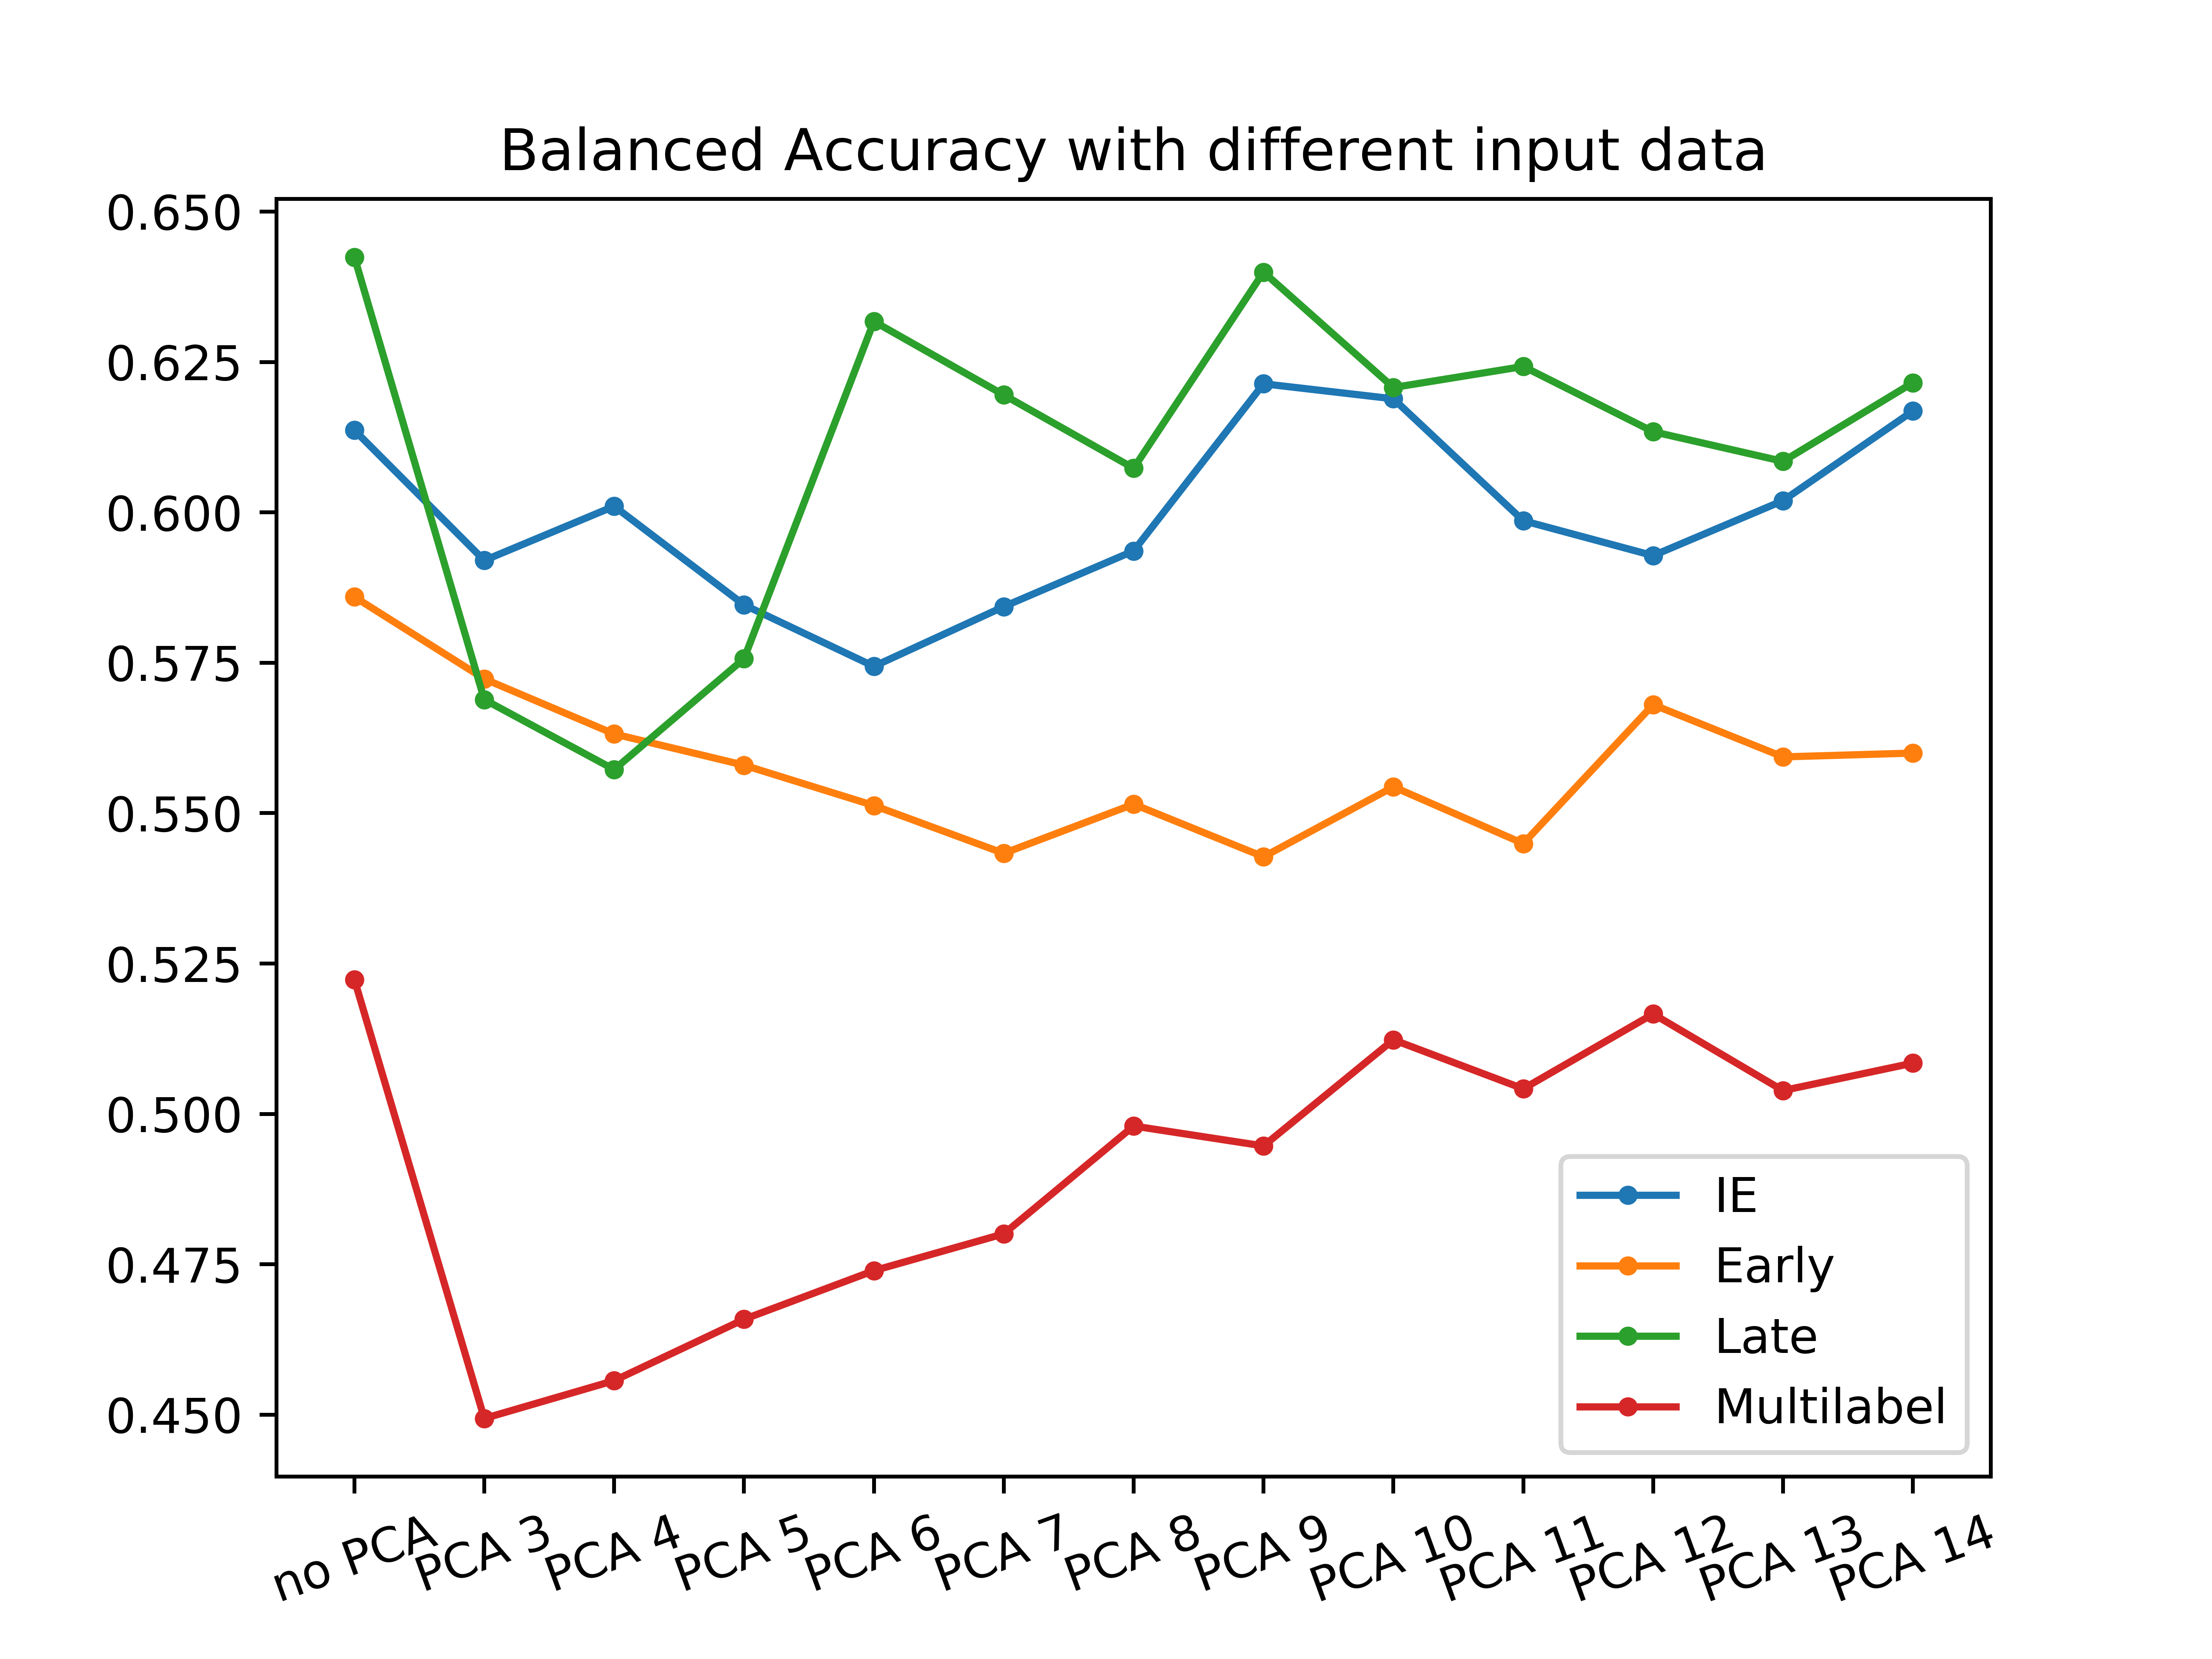 Balanced Accuracy with different input data
0.650
0.625
0.600
0.575
0.550
0.525
0.500
0.475
0.450
IE
Early
Late
Multilabel
no PCA
PCA 3
PCA 4
PCA 5
PCA 6
PCA 7
PCA 8
PCA 9
PCA 10
PCA 11
PCA 12
PCA 13
PCA 14